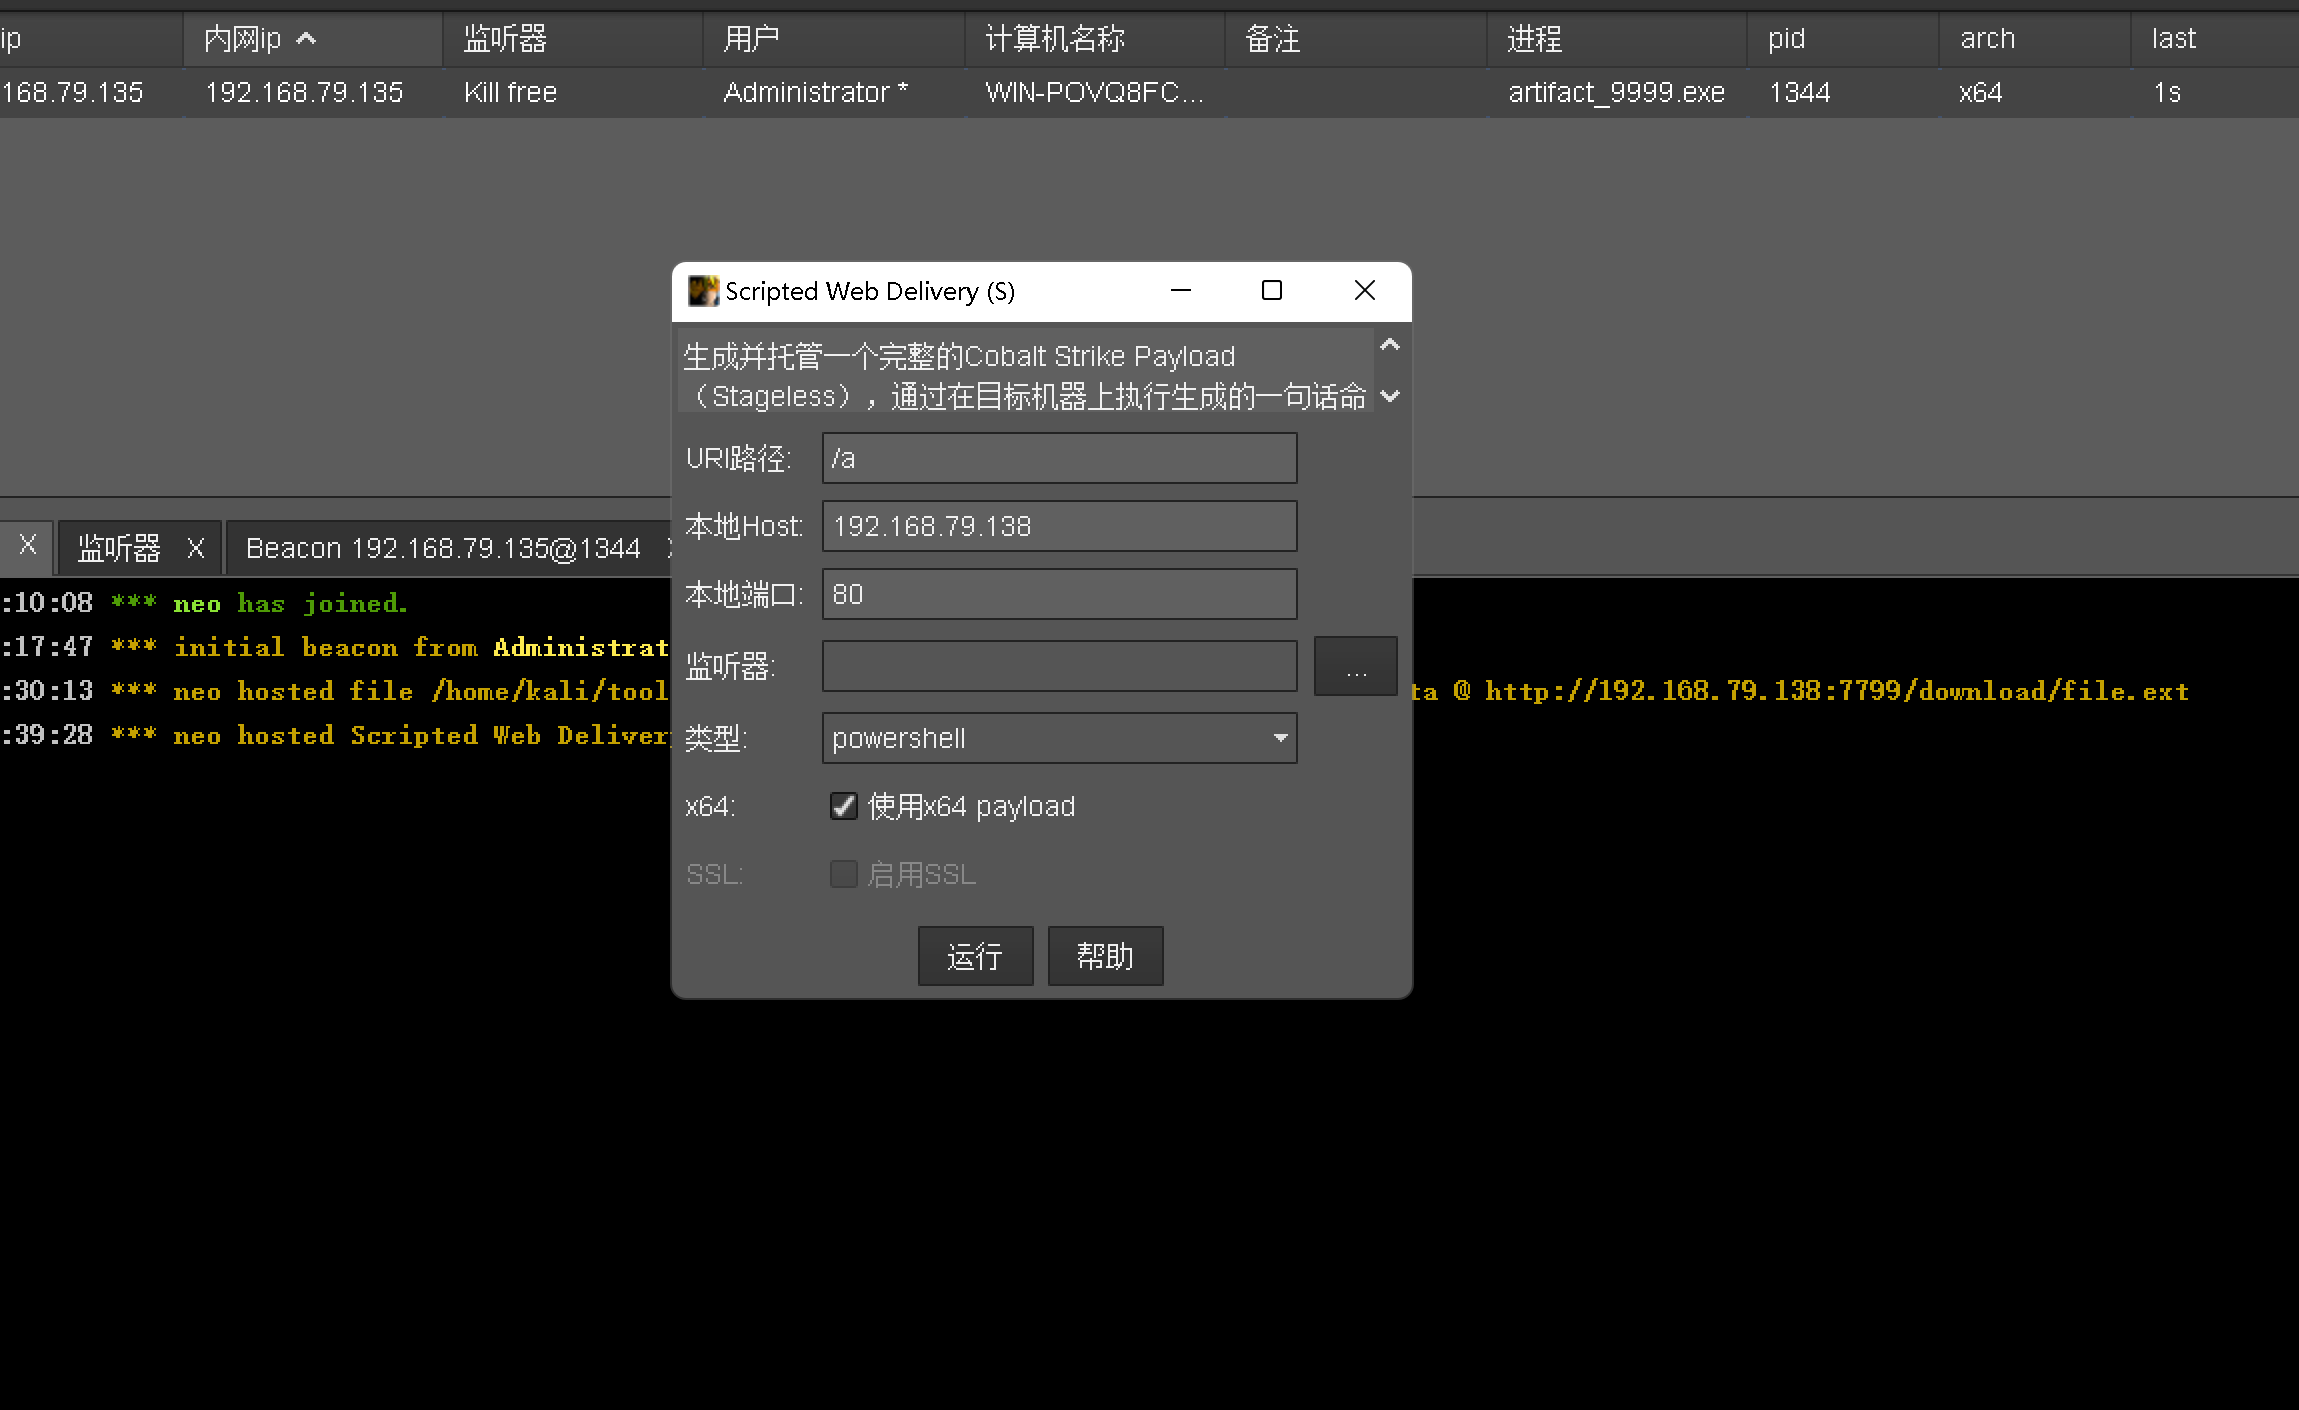 ip 内网ip 监听器 用户 计算机名称 备注 进程 pid arch last
168.79.135 192.168.79.135 Kill free Administrator * WIN-POVQ8FC... artifact_9999.exe 1344 x64 1s
Scripted Web Delivery (S)
生成并托管一个完整的Cobalt Strike Payload
（Stageless），通过在目标机器上执行生成的一句话命
URI路径: /a
本地Host: 192.168.79.138
本地端口: 80
监听器: ...
类型: powershell
x64: 使用x64 payload
SSL: 启用SSL
运行 帮助
X 监听器 X Beacon 192.168.79.135@1344
:10:08 *** neo has joined.
:17:47 *** initial beacon from Administrat
:30:13 *** neo hosted file /home/kali/tool ta @ http://192.168.79.138:7799/download/file.ext
:39:28 *** neo hosted Scripted Web Deliver